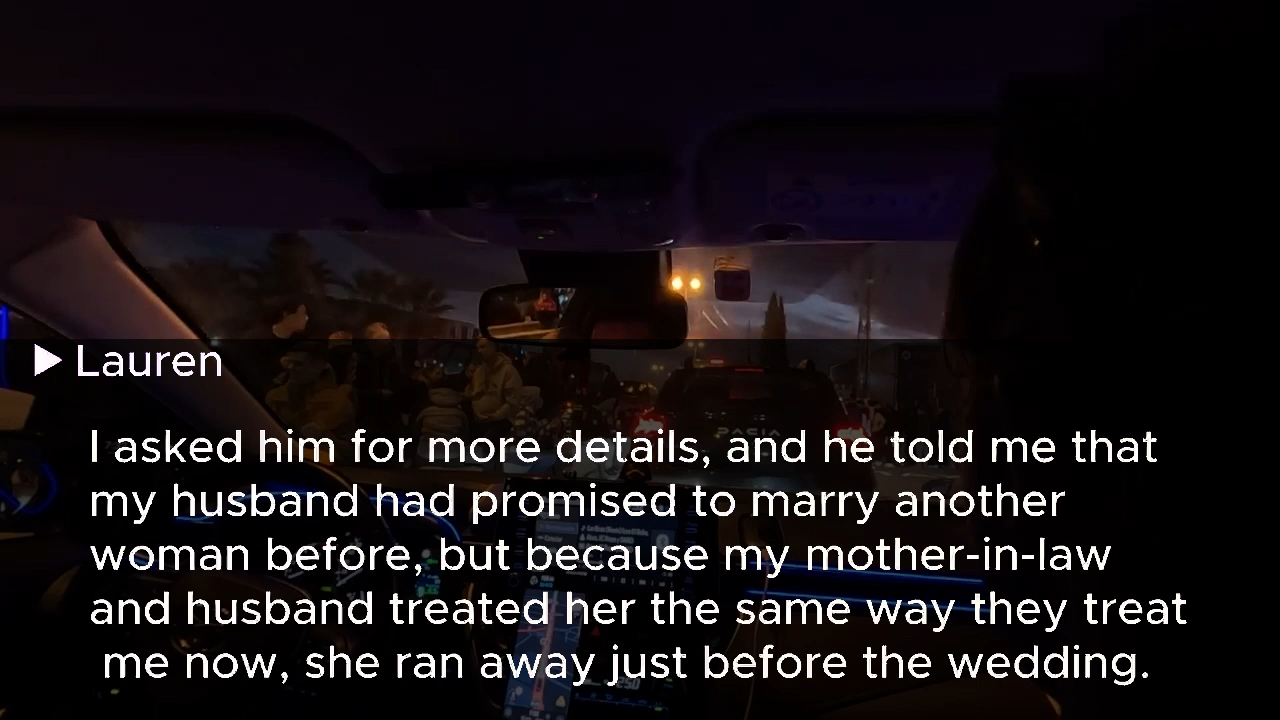 ▶ Lauren
I asked him for more details, and he told me that
my husband had promised to marry another
woman before, but because my mother-in-law
and husband treated her the same way they treat
me now, she ran away just before the wedding.
DACIA